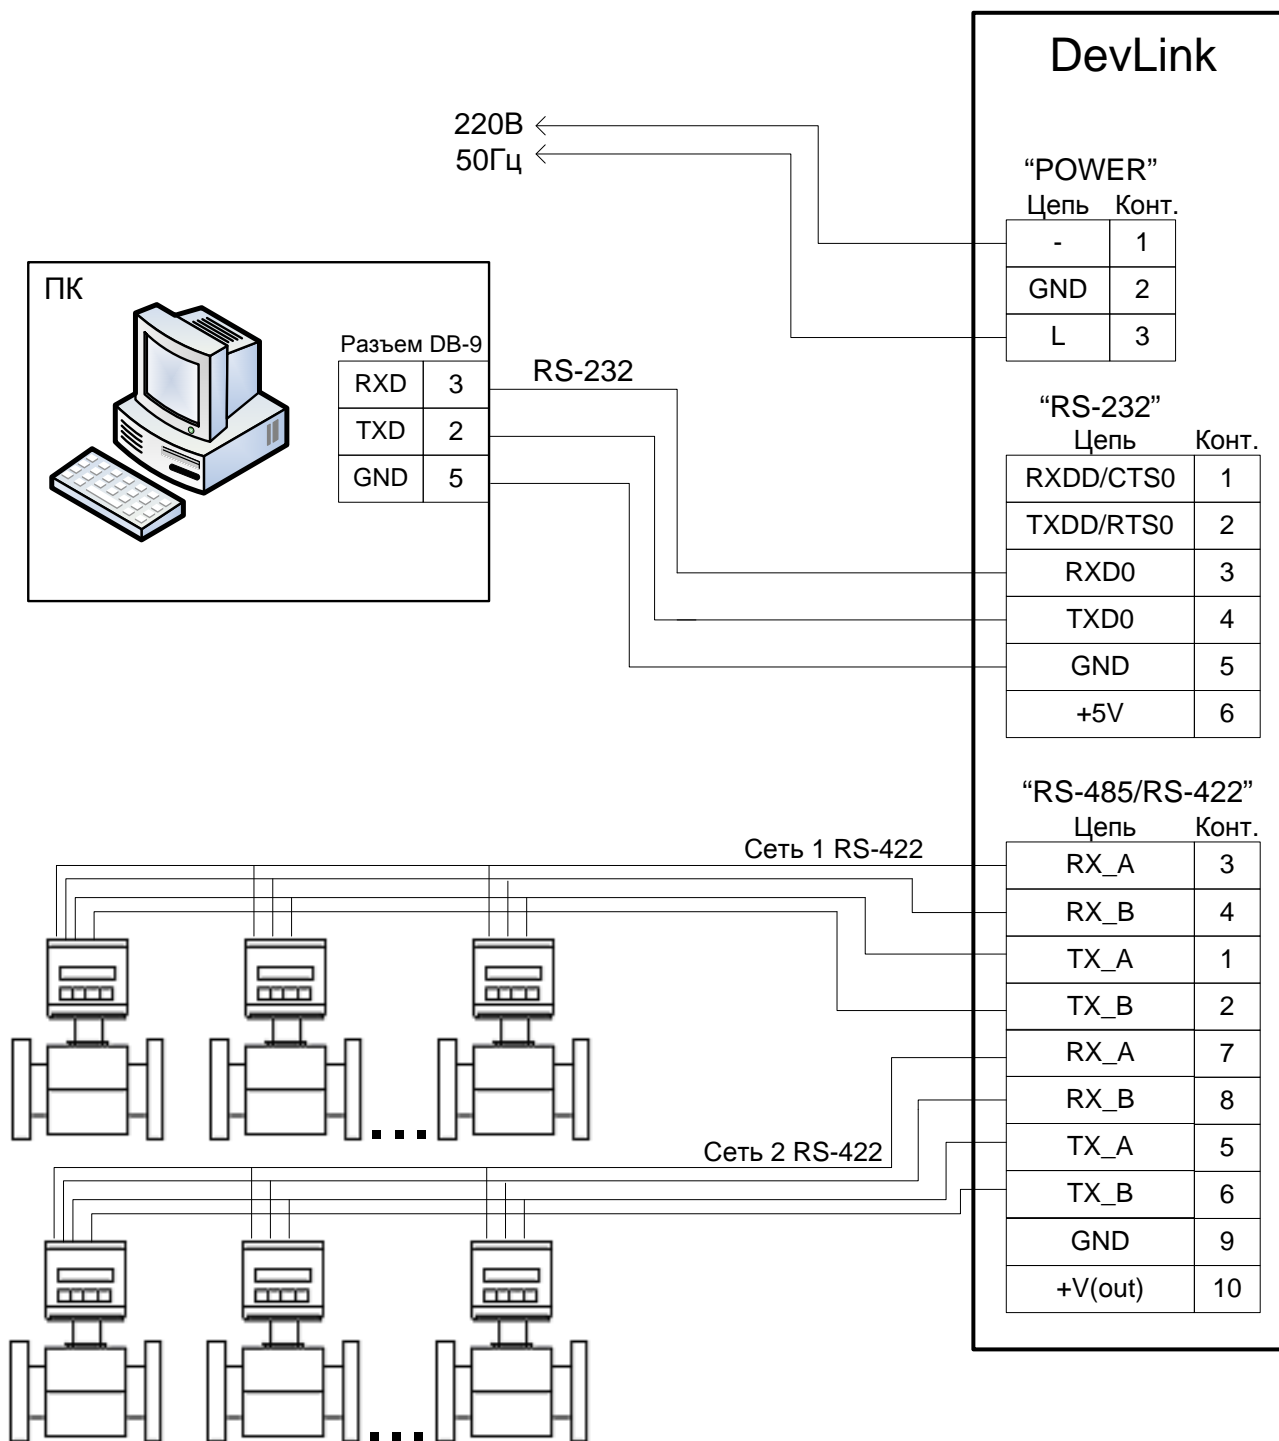 DevLink
220В
50Гц
“POWER”
Цепь Конт.
- 1
GND 2
L 3
ПК
Разъем DB-9
RXD 3
TXD 2
GND 5
RS-232
“RS-232”
Цепь Конт.
RXDD/CTS0 1
TXDD/RTS0 2
RXD0 3
TXD0 4
GND 5
+5V 6
“RS-485/RS-422”
Цепь Конт.
Сеть 1 RS-422
RX_A 3
RX_B 4
TX_A 1
TX_B 2
RX_A 7
RX_B 8
Сеть 2 RS-422
TX_A 5
TX_B 6
GND 9
+V(out) 10
...
...